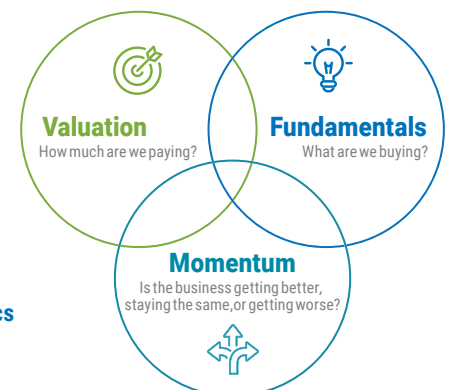 Valuation
How much are we paying?
Fundamentals
What are we buying?
Momentum
Is the business getting better,
staying the same,or getting worse?
cs